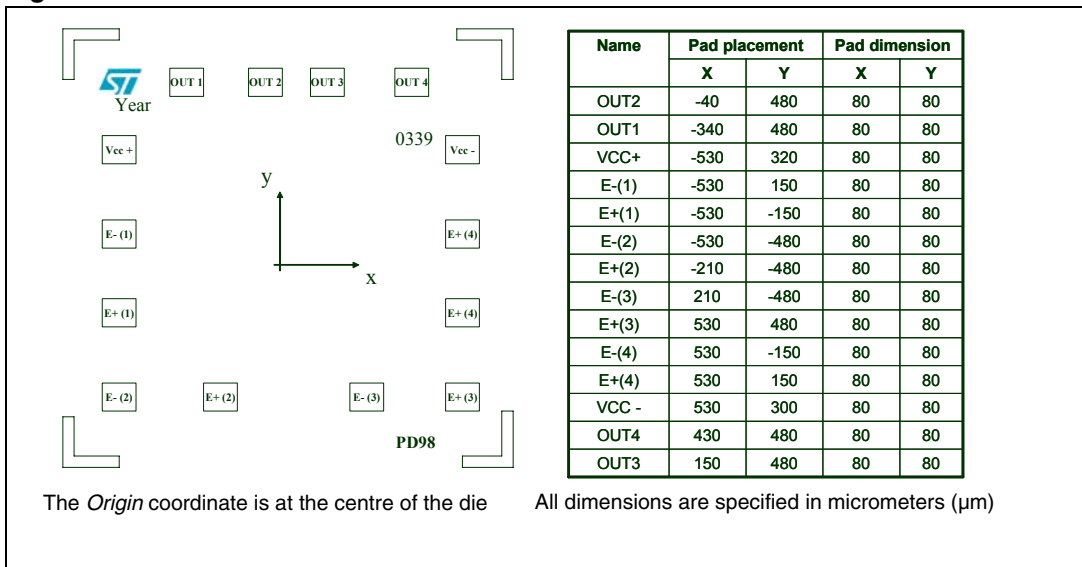 OUT 1 OUT 2 OUT 3 OUT 4
ST
Year
Vcc + 0339 Vcc -
y
E- (1) E+ (4)
x
E+ (1) E+ (4)
E- (2) E+ (2) E- (3) E+ (3)
PD98
The Origin coordinate is at the centre of the die
Name Pad placement Pad dimension
X Y X Y
OUT2 -40 480 80 80
OUT1 -340 480 80 80
VCC+ -530 320 80 80
E-(1) -530 150 80 80
E+(1) -530 -150 80 80
E-(2) -530 -480 80 80
E+(2) -210 -480 80 80
E-(3) 210 -480 80 80
E+(3) 530 480 80 80
E-(4) 530 -150 80 80
E+(4) 530 150 80 80
VCC - 530 300 80 80
OUT4 430 480 80 80
OUT3 150 480 80 80
All dimensions are specified in micrometers (µm)